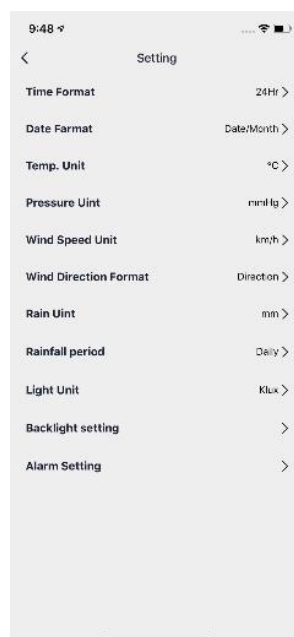 9:48
Setting
Time Format 24Hr
Date Farmat Date/Month
Temp. Unit °C
Pressure Uint mmHg
Wind Speed Unit km/h
Wind Direction Format Direction
Rain Uint mm
Rainfall period Daily
Light Unit Klux
Backlight setting
Alarm Setting